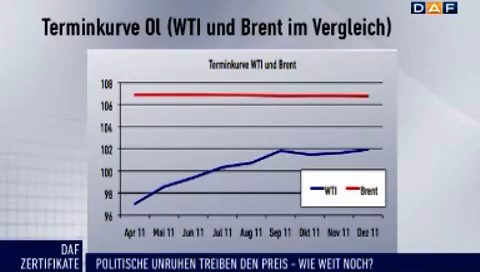 DAF
Terminkurve Öl (WTI und Brent im Vergleich)
Terminkurve WTI und Brent
108
106
104
102
100
98
96
WTI
Brent
Apr 11 Mai 11 Jun 11 Jul 11 Aug 11 Sep 11 Okt 11 Nov 11 Dez 11
DAF
ZERTIFIKATE
POLITISCHE UNRUHEN TREIBEN DEN PREIS - WIE WEIT NOCH?